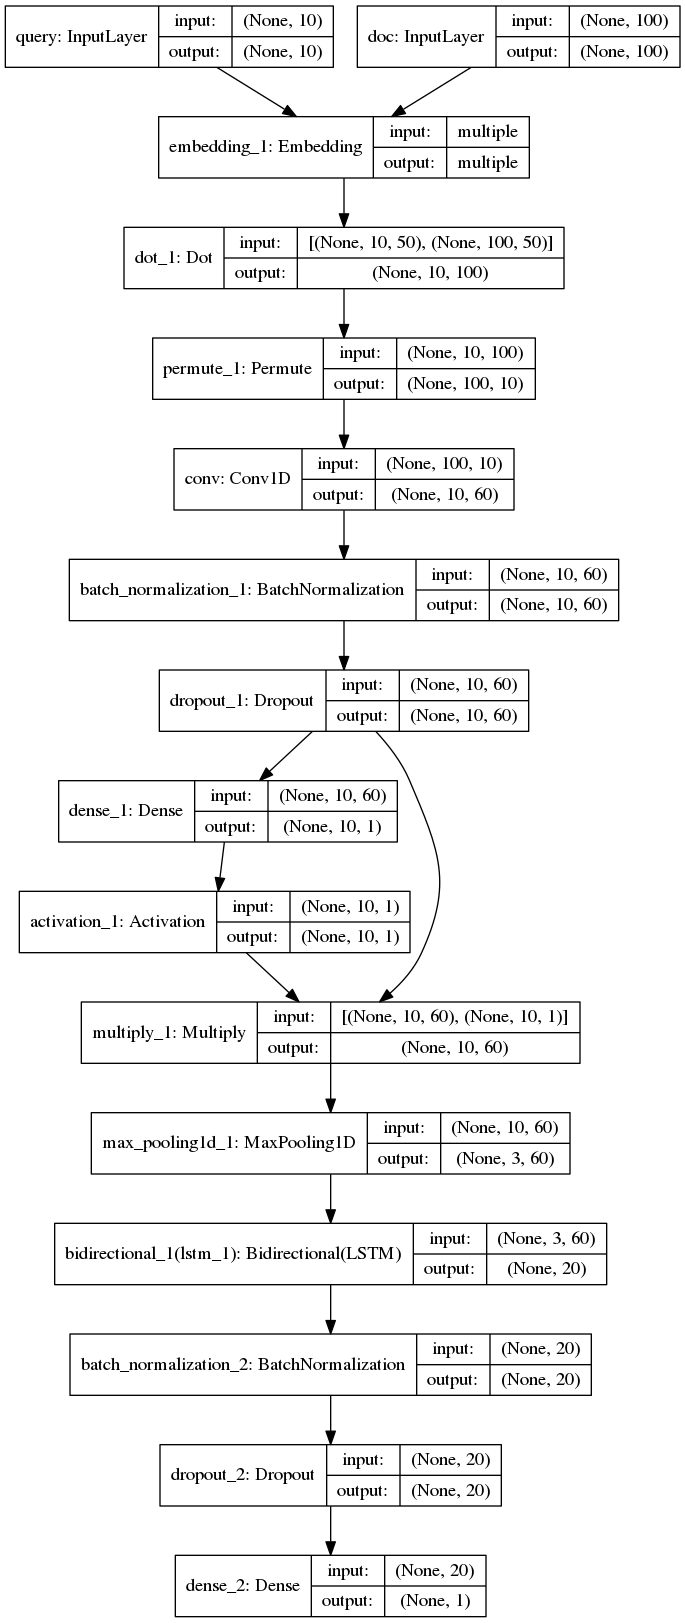 query: InputLayer input: (None, 10)
output: (None, 10)
doc: InputLayer input: (None, 100)
output: (None, 100)
embedding_1: Embedding input: multiple
output: multiple
dot_1: Dot input: [(None, 10, 50), (None, 100, 50)]
output: (None, 10, 100)
permute_1: Permute input: (None, 10, 100)
output: (None, 100, 10)
conv: Conv1D input: (None, 100, 10)
output: (None, 10, 60)
batch_normalization_1: BatchNormalization input: (None, 10, 60)
output: (None, 10, 60)
dropout_1: Dropout input: (None, 10, 60)
output: (None, 10, 60)
dense_1: Dense input: (None, 10, 60)
output: (None, 10, 1)
activation_1: Activation input: (None, 10, 1)
output: (None, 10, 1)
multiply_1: Multiply input: [(None, 10, 60), (None, 10, 1)]
output: (None, 10, 60)
max_pooling1d_1: MaxPooling1D input: (None, 10, 60)
output: (None, 3, 60)
bidirectional_1(lstm_1): Bidirectional(LSTM) input: (None, 3, 60)
output: (None, 20)
batch_normalization_2: BatchNormalization input: (None, 20)
output: (None, 20)
dropout_2: Dropout input: (None, 20)
output: (None, 20)
dense_2: Dense input: (None, 20)
output: (None, 1)